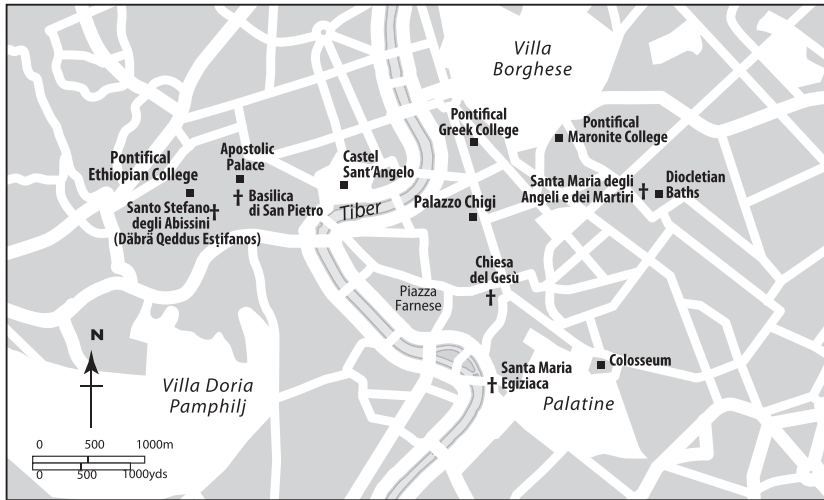 Villa
Borghese
Pontifical
Greek College
Pontifical
Maronite College
Pontifical
Ethiopian College
Apostolic
Palace
Castel
Sant'Angelo
Santa Maria degli
Angeli e dei Martiri
Diocletian
Baths
Santo Stefano
degli Abissini
(Däbrä Qeddus Esṭifanos)
Basilica
di San Pietro
Tiber
Palazzo Chigi
Chiesa
del Gesù
Piazza
Farnese
N
Villa Doria
Pamphilj
Santa Maria
Egiziaca
Colosseum
Palatine
0 500 1000m
0 500 1000yds